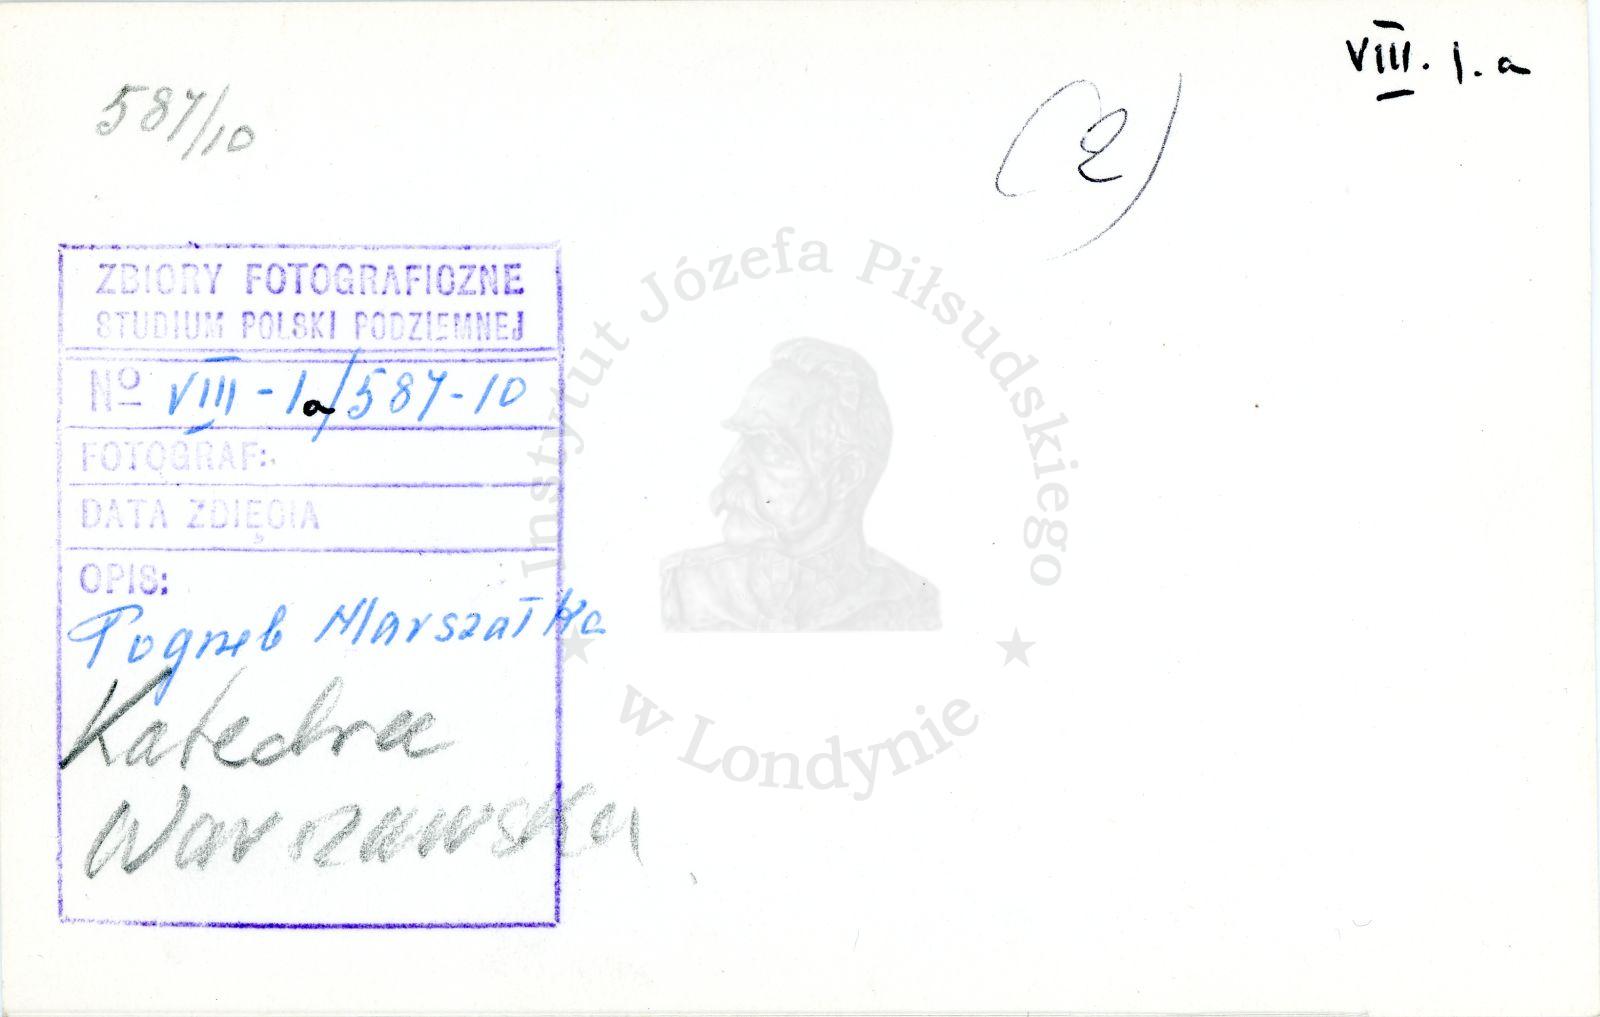 VIII. 1. a
587/10
2
ZBIORY FOTOGRAFICZNE
STUDIUM POLSKI PODZIEMNEJ
No VIII - 1a/587-10
FOTOGRAF:
DATA ZDJĘCIA
OPIS:
Pogrzeb Marszałka
Katedra
Warszawska
Instytut Józefa Piłsudskiego
w Londynie